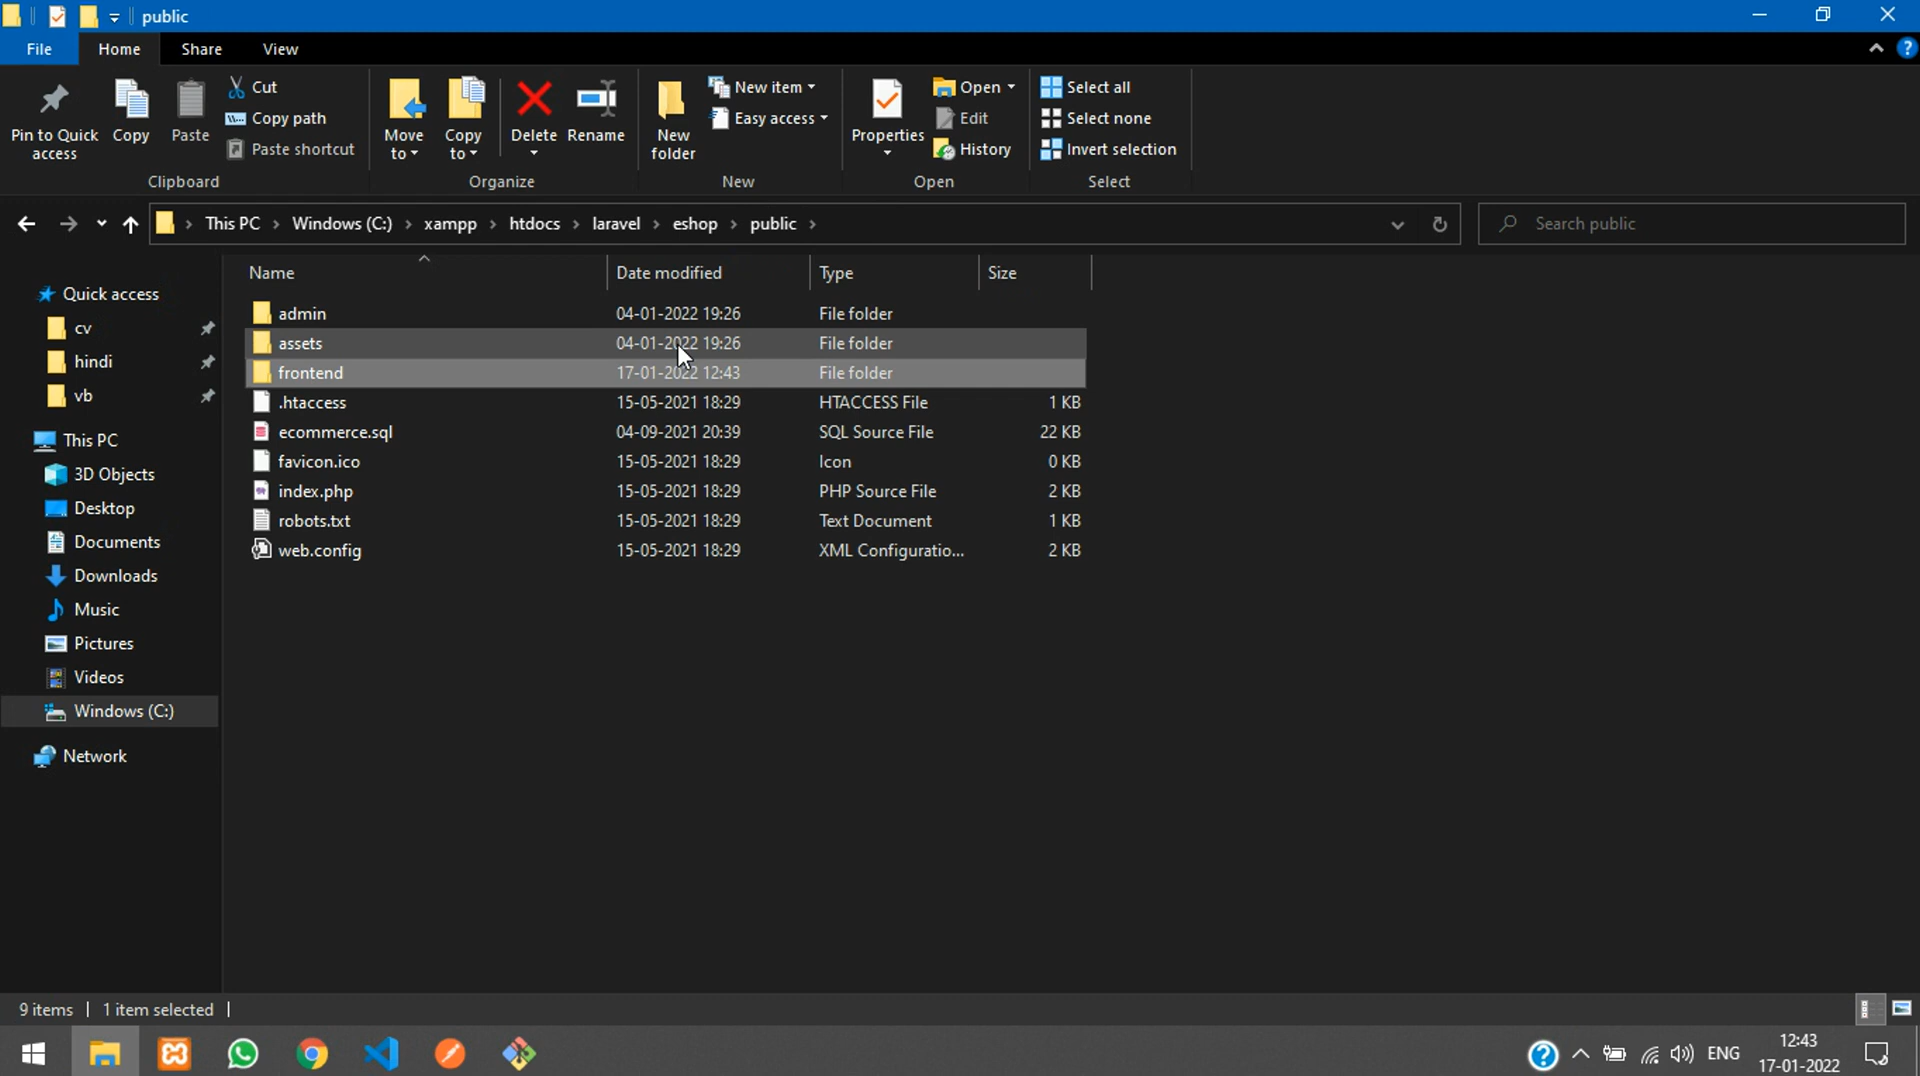 public
File Home Share View
Pin to Quick access
Copy
Paste
Cut
Copy path
Paste shortcut
Clipboard
Move to
Copy to
Delete
Rename
Organize
New folder
New item
Easy access
New
Properties
Open
Edit
History
Open
Select all
Select none
Invert selection
Select
This PC > Windows (C:) > xampp > htdocs > laravel > eshop > public >
Search public
Name Date modified Type Size
Quick access
cv
hindi
vb
This PC
3D Objects
Desktop
Documents
Downloads
Music
Pictures
Videos
Windows (C:)
Network
admin 04-01-2022 19:26 File folder
assets 04-01-2022 19:26 File folder
frontend 17-01-2022 12:43 File folder
.htaccess 15-05-2021 18:29 HTACCESS File 1 KB
ecommerce.sql 04-09-2021 20:39 SQL Source File 22 KB
favicon.ico 15-05-2021 18:29 Icon 0 KB
index.php 15-05-2021 18:29 PHP Source File 2 KB
robots.txt 15-05-2021 18:29 Text Document 1 KB
web.config 15-05-2021 18:29 XML Configuratio... 2 KB
9 items | 1 item selected |
ENG
12:43
17-01-2022